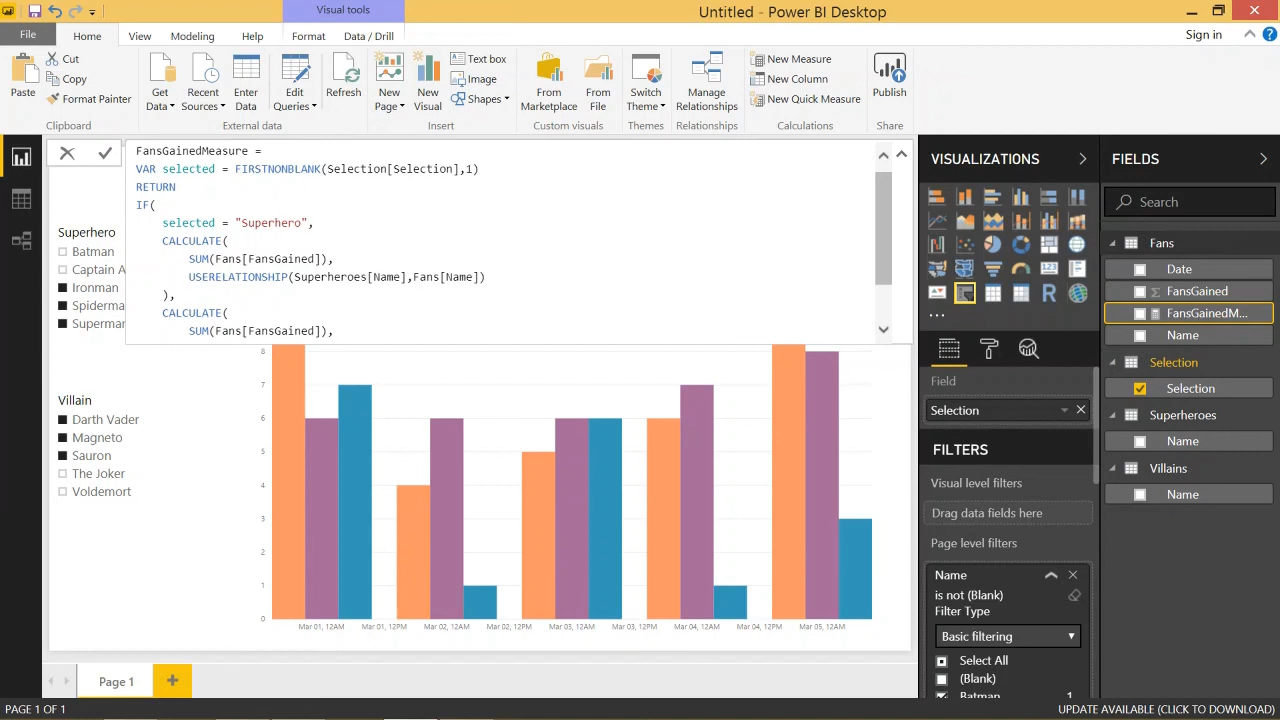 Visual tools
Untitled - Power BI Desktop
File
Home
View
Modeling
Help
Format
Data / Drill
Sign in
Paste
Cut
Copy
Format Painter
Clipboard
Get Data
Recent Sources
Enter Data
Edit Queries
Refresh
External data
New Page
New Visual
Text box
Image
Shapes
Insert
From Marketplace
From File
Custom visuals
Switch Theme
Themes
Manage Relationships
Relationships
New Measure
New Column
New Quick Measure
Calculations
Publish
Share
FansGainedMeasure =
VAR selected = FIRSTNONBLANK(Selection[Selection],1)
RETURN
IF(
selected = "Superhero",
CALCULATE(
SUM(Fans[FansGained]),
USERELATIONSHIP(Superheroes[Name],Fans[Name])
),
CALCULATE(
SUM(Fans[FansGained]),
Superhero
Batman
Captain A
Ironman
Spiderma
Superman
Villain
Darth Vader
Magneto
Sauron
The Joker
Voldemort
8
7
6
5
4
3
2
1
0
Mar 01, 12AM
Mar 01, 12PM
Mar 02, 12AM
Mar 02, 12PM
Mar 03, 12AM
Mar 03, 12PM
Mar 04, 12AM
Mar 04, 12PM
Mar 05, 12AM
VISUALIZATIONS
R
Field
Selection
FILTERS
Visual level filters
Drag data fields here
Page level filters
Name
is not (Blank)
Filter Type
Basic filtering
Select All
(Blank)
Batman 1
FIELDS
Search
Fans
Date
FansGained
FansGainedM...
Name
Selection
Selection
Superheroes
Name
Villains
Name
Page 1
PAGE 1 OF 1
UPDATE AVAILABLE (CLICK TO DOWNLOAD)